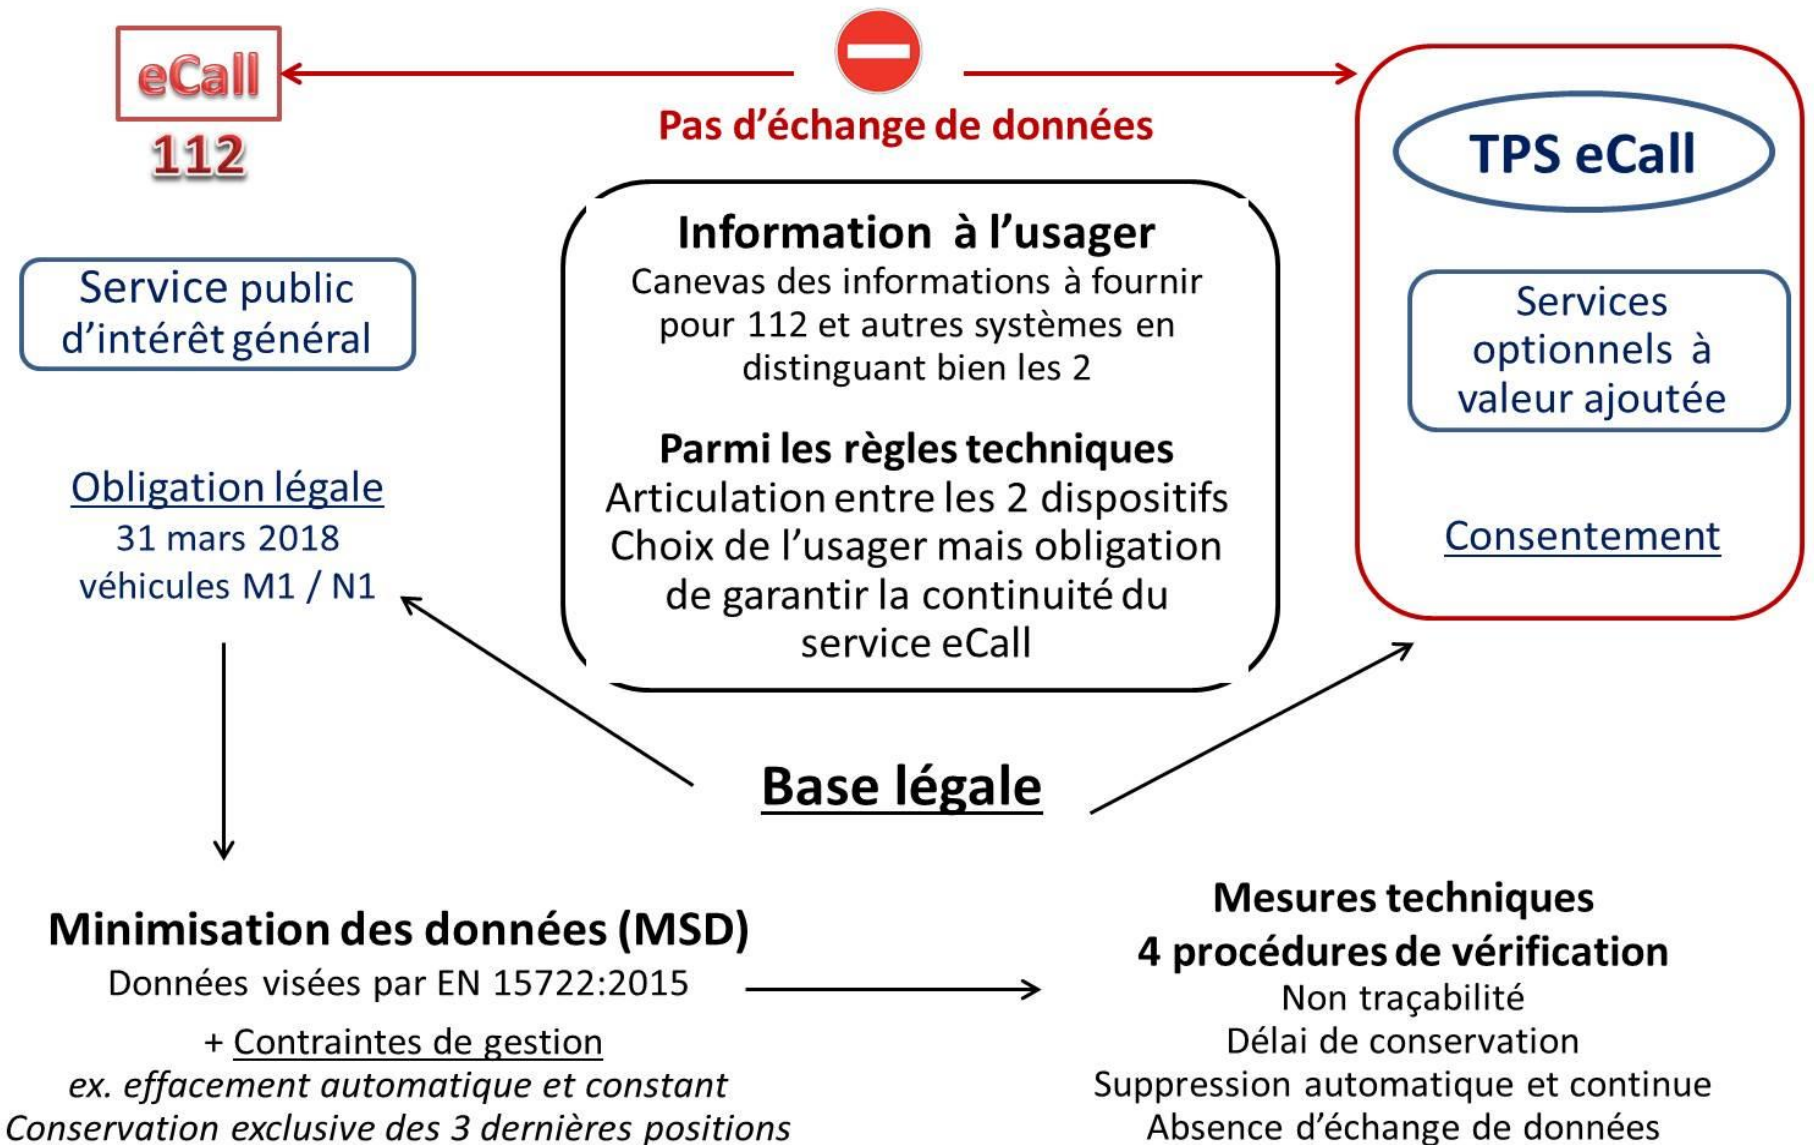 eCall
112
Pas d’échange de données
TPS eCall
Information à l’usager
Canevas des informations à fournir
pour 112 et autres systèmes en
distinguant bien les 2
Parmi les règles techniques
Articulation entre les 2 dispositifs
Choix de l’usager mais obligation
de garantir la continuité du
service eCall
Service public
d’intérêt général
Services
optionnels à
valeur ajoutée
Obligation légale
31 mars 2018
véhicules M1 / N1
Consentement
Base légale
Minimisation des données (MSD)
Données visées par EN 15722:2015
+ Contraintes de gestion
ex. effacement automatique et constant
Conservation exclusive des 3 dernières positions
Mesures techniques
4 procédures de vérification
Non traçabilité
Délai de conservation
Suppression automatique et continue
Absence d’échange de données